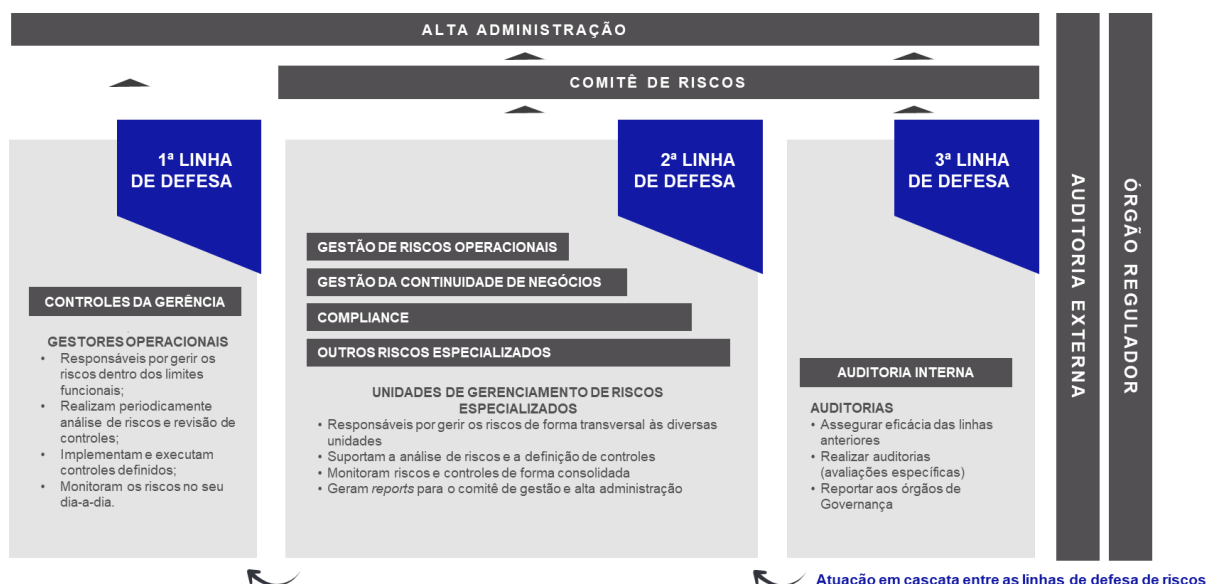 ALTA ADMINISTRAÇÃO
COMITÊ DE RISCOS
1ª LINHA
DE DEFESA
CONTROLES DA GERÊNCIA
GESTORES OPERACIONAIS
• Responsáveis por gerir os
riscos dentro dos limites
funcionais;
• Realizam periodicamente
análise de riscos e revisão de
controles;
• Implementam e executam
controles definidos;
• Monitoram os riscos no seu
dia-a-dia.
2ª LINHA
DE DEFESA
GESTÃO DE RISCOS OPERACIONAIS
GESTÃO DA CONTINUIDADE DE NEGÓCIOS
COMPLIANCE
OUTROS RISCOS ESPECIALIZADOS
UNIDADES DE GERENCIAMENTO DE RISCOS
ESPECIALIZADOS
• Responsáveis por gerir os riscos de forma transversal às diversas
unidades
• Suportam a análise de riscos e a definição de controles
• Monitoram riscos e controles de forma consolidada
• Geram reports para o comitê de gestão e alta administração
3ª LINHA
DE DEFESA
AUDITORIA INTERNA
AUDITORIAS
• Assegurar eficácia das linhas
anteriores
• Realizar auditorias
(avaliações específicas)
• Reportar aos órgãos de
Governança
AUDITORIA EXTERNA
ÓRGÃO REGULADOR
Atuação em cascata entre as linhas de defesa de riscos